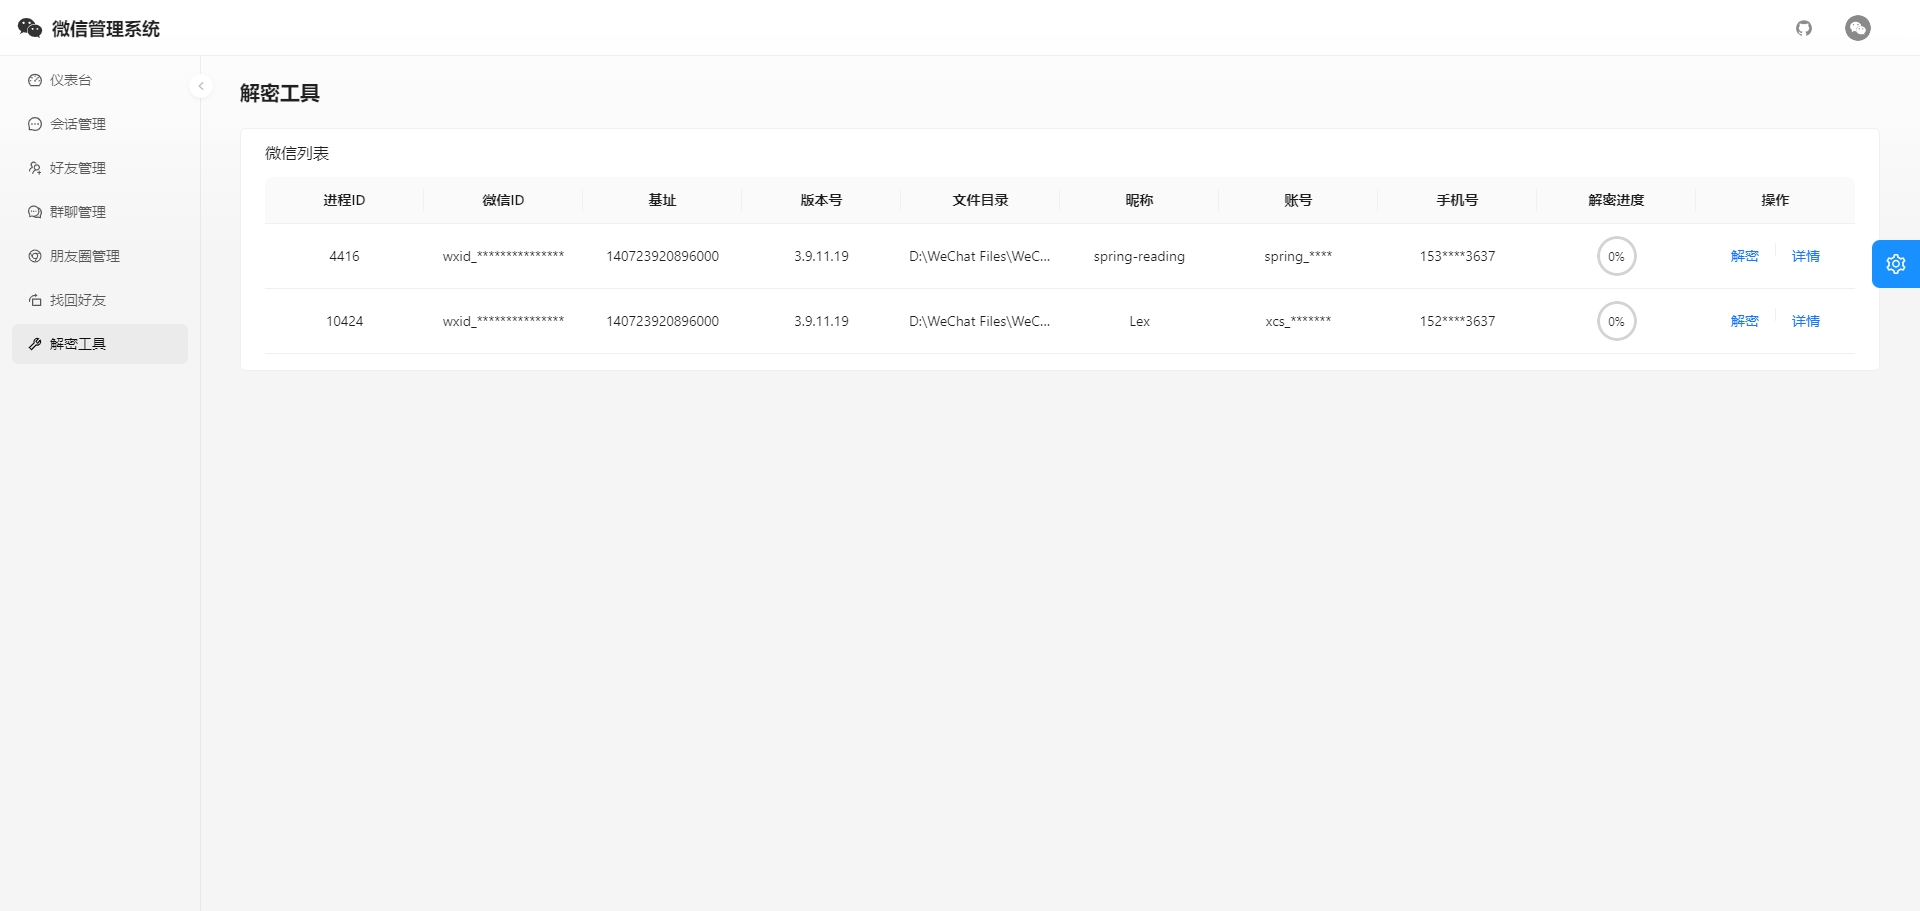 微信管理系统
仪表台
会话管理
好友管理
群聊管理
朋友圈管理
找回好友
解密工具
解密工具
微信列表
进程ID 微信ID 基址 版本号 文件目录 昵称 账号 手机号 解密进度 操作
4416 wxid_*************** 140723920896000 3.9.11.19 D:\WeChat Files\WeC... spring-reading spring_**** 153****3637 0% 解密 详情
10424 wxid_*************** 140723920896000 3.9.11.19 D:\WeChat Files\WeC... Lex xcs_******* 152****3637 0% 解密 详情